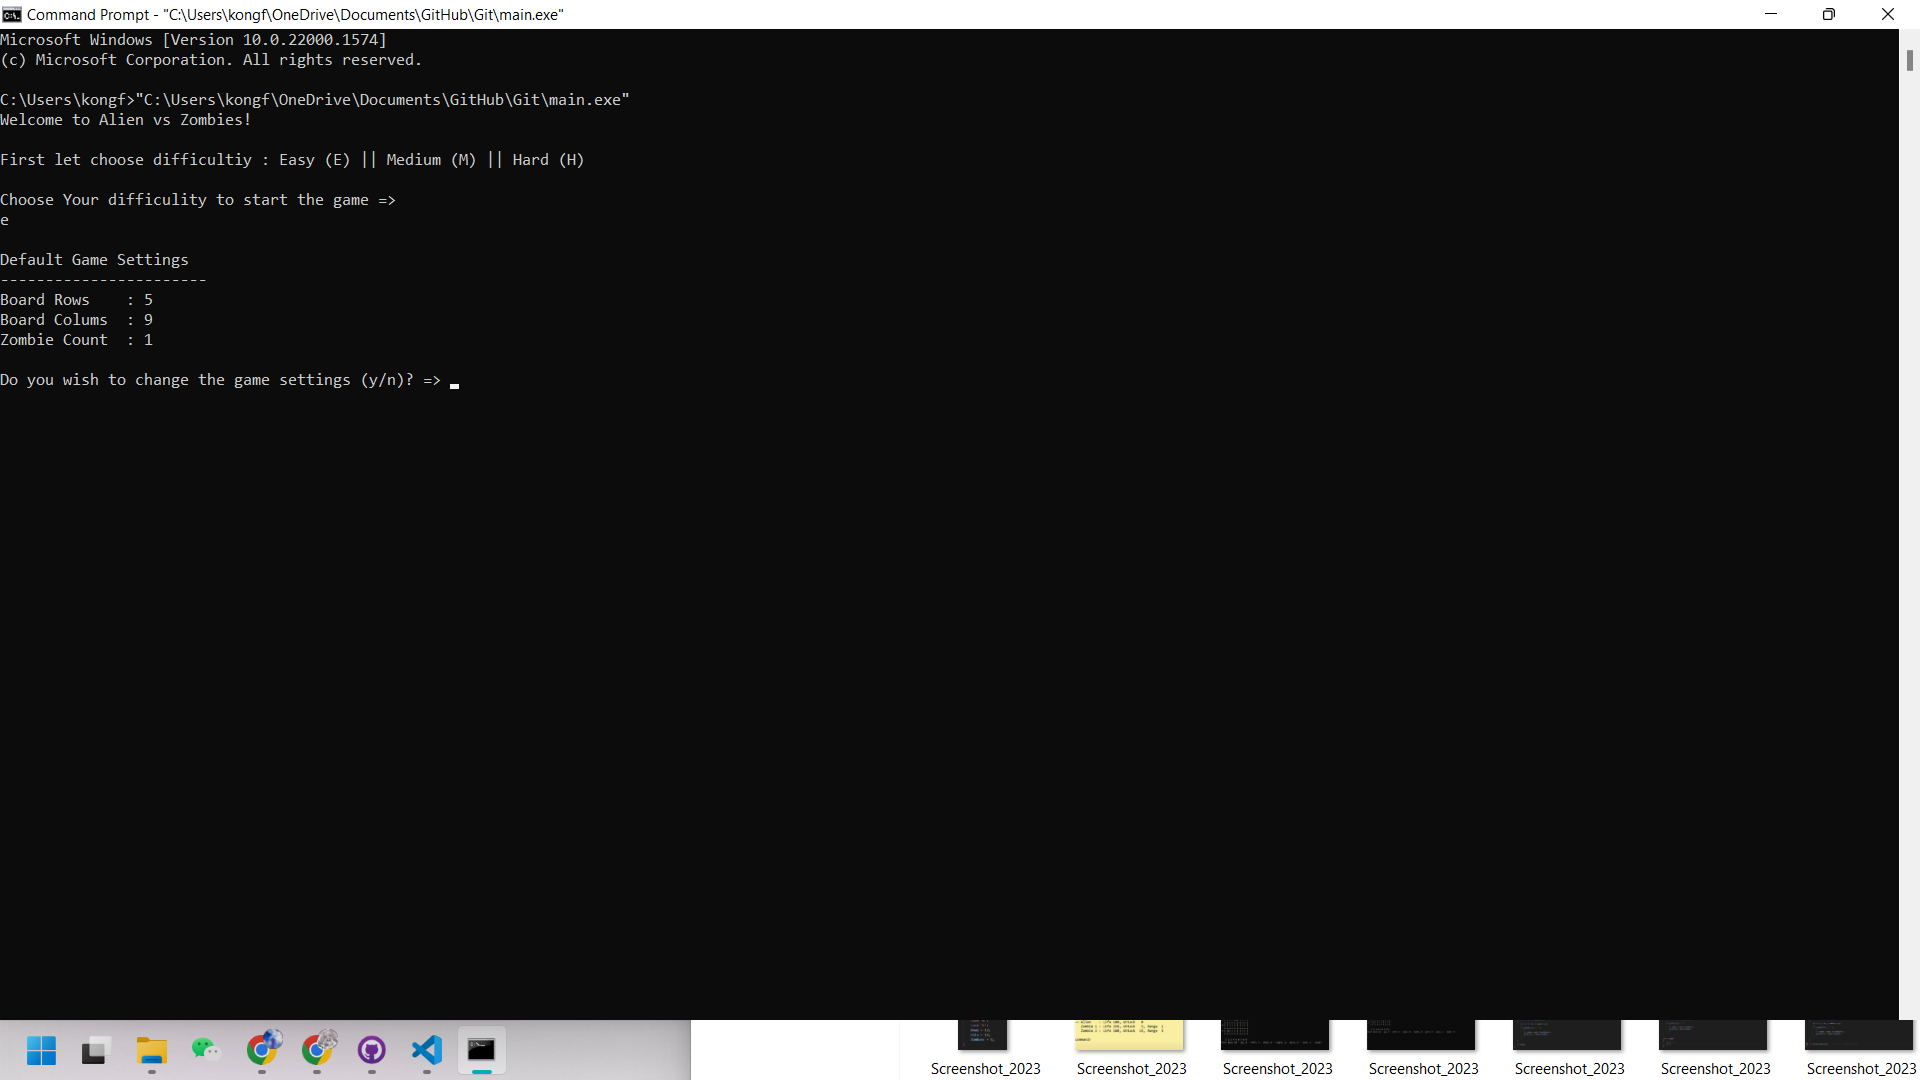 Command Prompt - "C:\Users\kongf\OneDrive\Documents\GitHub\Git\main.exe"
Microsoft Windows [Version 10.0.22000.1574]
(c) Microsoft Corporation. All rights reserved.
C:\Users\kongf>"C:\Users\kongf\OneDrive\Documents\GitHub\Git\main.exe"
Welcome to Alien vs Zombies!
First let choose difficultiy : Easy (E) || Medium (M) || Hard (H)
Choose Your difficulity to start the game =>
e
Default Game Settings
-----------------------
Board Rows    : 5
Board Colums  : 9
Zombie Count  : 1
Do you wish to change the game settings (y/n)? => _
Screenshot_2023 Screenshot_2023 Screenshot_2023 Screenshot_2023 Screenshot_2023 Screenshot_2023 Screenshot_2023